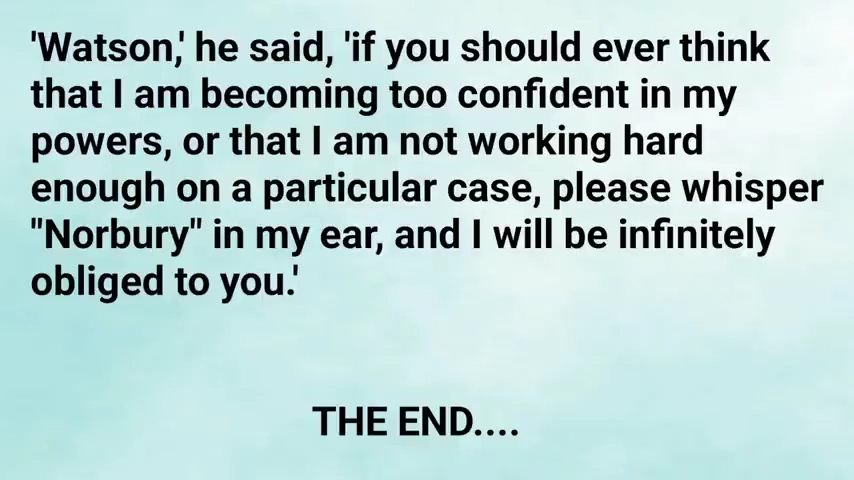 'Watson,' he said, 'if you should ever think
that I am becoming too confident in my
powers, or that I am not working hard
enough on a particular case, please whisper
"Norbury" in my ear, and I will be infinitely
obliged to you.'
THE END....